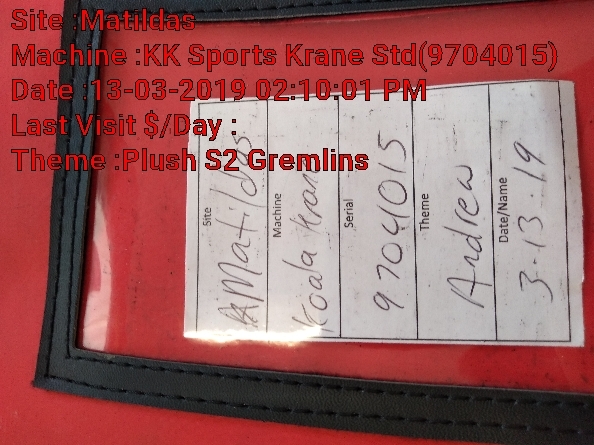 Site :Matildas
Machine :KK Sports Krane Std(9704015)
Date :13-03-2019 02:10:01 PM
Last Visit $/Day :
Theme :Plush S2 Gremlins
Site
Matildas
Machine
Koala Krane
Serial
9704015
Theme
Andrew
Date/Name
3-13-19